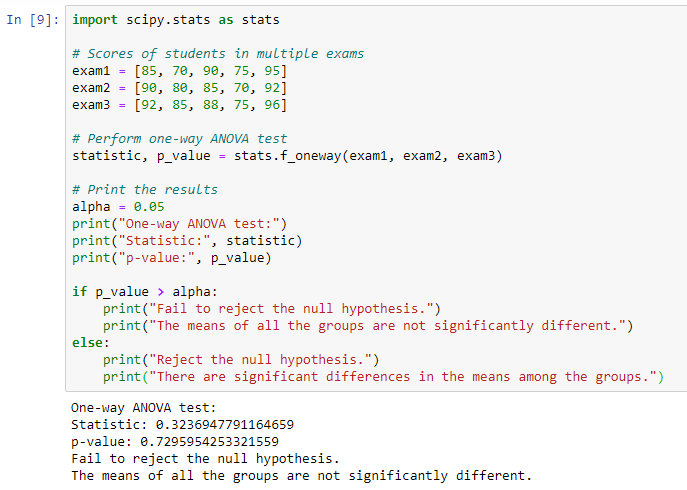 In [9]: import scipy.stats as stats
# Scores of students in multiple exams
exam1 = [85, 70, 90, 75, 95]
exam2 = [90, 80, 85, 70, 92]
exam3 = [92, 85, 88, 75, 96]
# Perform one-way ANOVA test
statistic, p_value = stats.f_oneway(exam1, exam2, exam3)
# Print the results
alpha = 0.05
print("One-way ANOVA test:")
print("Statistic:", statistic)
print("p-value:", p_value)
if p_value > alpha:
    print("Fail to reject the null hypothesis.")
    print("The means of all the groups are not significantly different.")
else:
    print("Reject the null hypothesis.")
    print("There are significant differences in the means among the groups.")
One-way ANOVA test:
Statistic: 0.3236947791164659
p-value: 0.7295954253321559
Fail to reject the null hypothesis.
The means of all the groups are not significantly different.